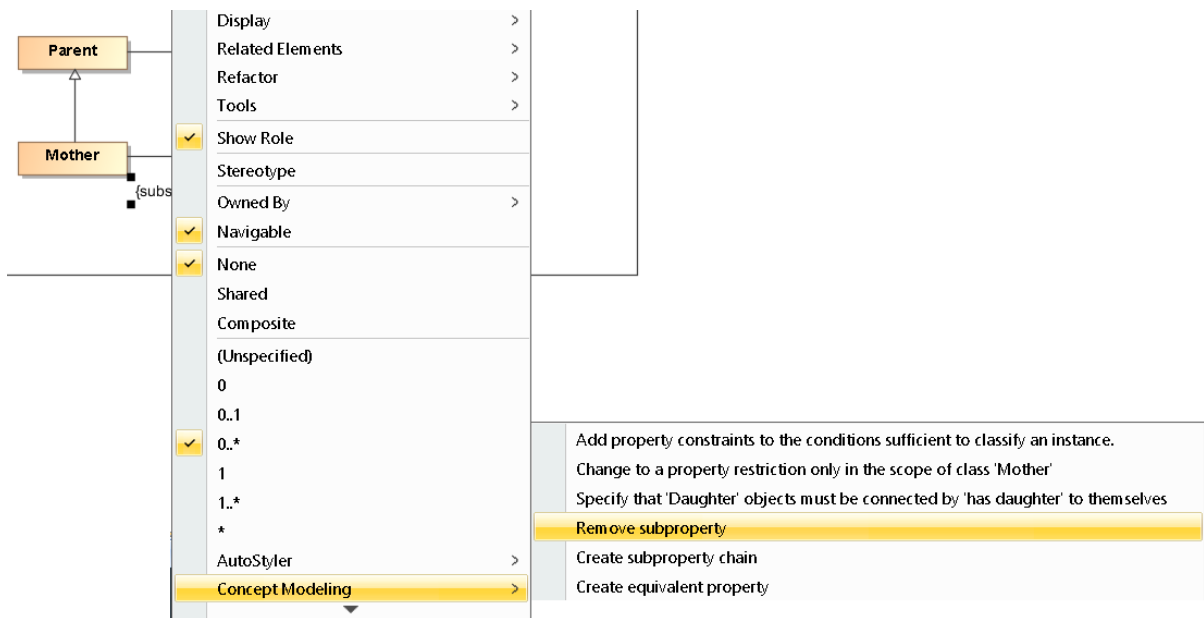 Parent
Mother
{subs
Display
Related Elements
Refactor
Tools
Show Role
Stereotype
Owned By
Navigable
None
Shared
Composite
(Unspecified)
0
0..1
0..*
1
1..*
*
AutoStyler
Concept Modeling
Add property constraints to the conditions sufficient to classify an instance.
Change to a property restriction only in the scope of class 'Mother'
Specify that 'Daughter' objects must be connected by 'has daughter' to themselves
Remove subproperty
Create subproperty chain
Create equivalent property